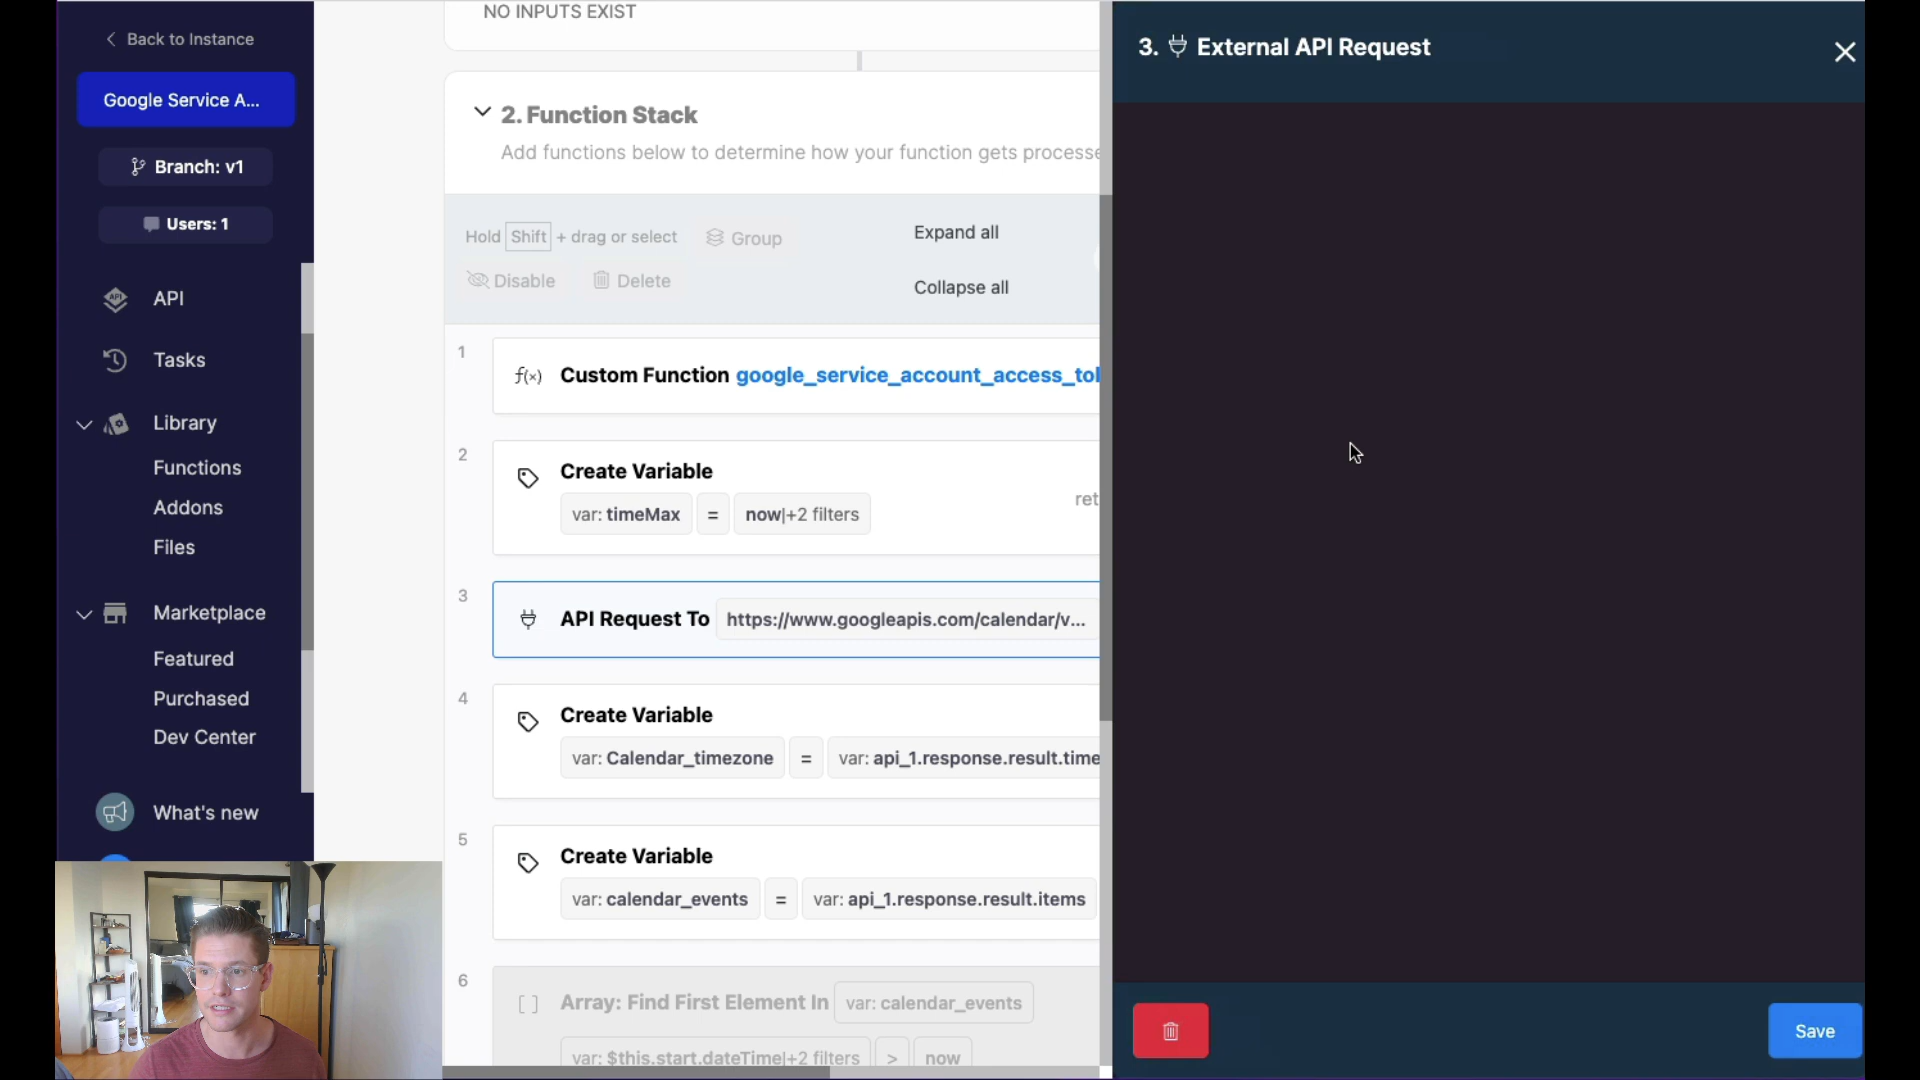 Back to Instance
Google Service A...
Branch: v1
Users: 1
API
Tasks
Library
Functions
Addons
Files
Marketplace
Featured
Purchased
Dev Center
What's new
NO INPUTS EXIST
2. Function Stack
Add functions below to determine how your function gets processe
Hold Shift + drag or select
Group
Expand all
Disable
Delete
Collapse all
1
f(x) Custom Function google_service_account_access_tok
2
Create Variable
var: timeMax = now|+2 filters
ret
3
API Request To https://www.googleapis.com/calendar/v...
4
Create Variable
var: Calendar_timezone = var: api_1.response.result.time
5
Create Variable
var: calendar_events = var: api_1.response.result.items
6
[ ] Array: Find First Element In var: calendar_events
var: $this.start.dateTime|+2 filters > now
3. External API Request
Save